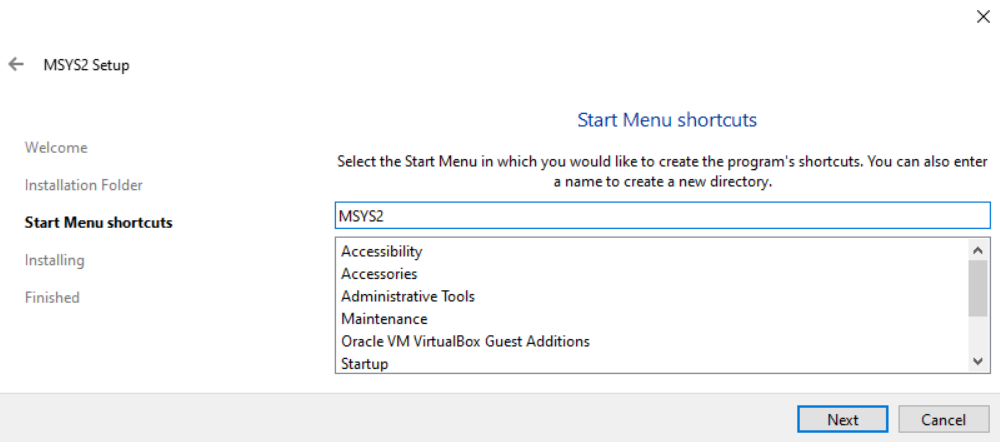 MSYS2 Setup
Welcome
Installation Folder
Start Menu shortcuts
Installing
Finished
Start Menu shortcuts
Select the Start Menu in which you would like to create the program's shortcuts. You can also enter
a name to create a new directory.
MSYS2
Accessibility
Accessories
Administrative Tools
Maintenance
Oracle VM VirtualBox Guest Additions
Startup
Next
Cancel